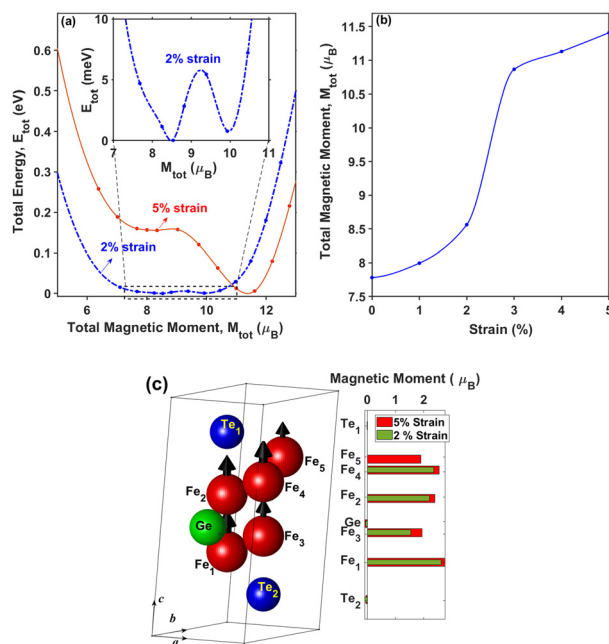 (a)
Total Energy, E_tot (eV)
0.6
0.5
0.4
0.3
0.2
0.1
0
6
8
10
12
Total Magnetic Moment, M_tot (μ_B)
5% strain
2% strain
E_tot (meV)
10
5
0
7
8
9
10
11
M_tot (μ_B)
2% strain
(b)
Total Magnetic Moment, M_tot (μ_B)
11.5
11
10.5
10
9.5
9
8.5
8
7.5
0
1
2
3
4
5
Strain (%)
(c)
Te_1
Fe_5
Fe_2
Fe_4
Ge
Fe_3
Fe_1
Te_2
c
b
a
Magnetic Moment ( μ_B)
0
2
5% Strain
2 % Strain
Te_1
Fe_5
Fe_4
Fe_2
Ge
Fe_3
Fe_1
Te_2